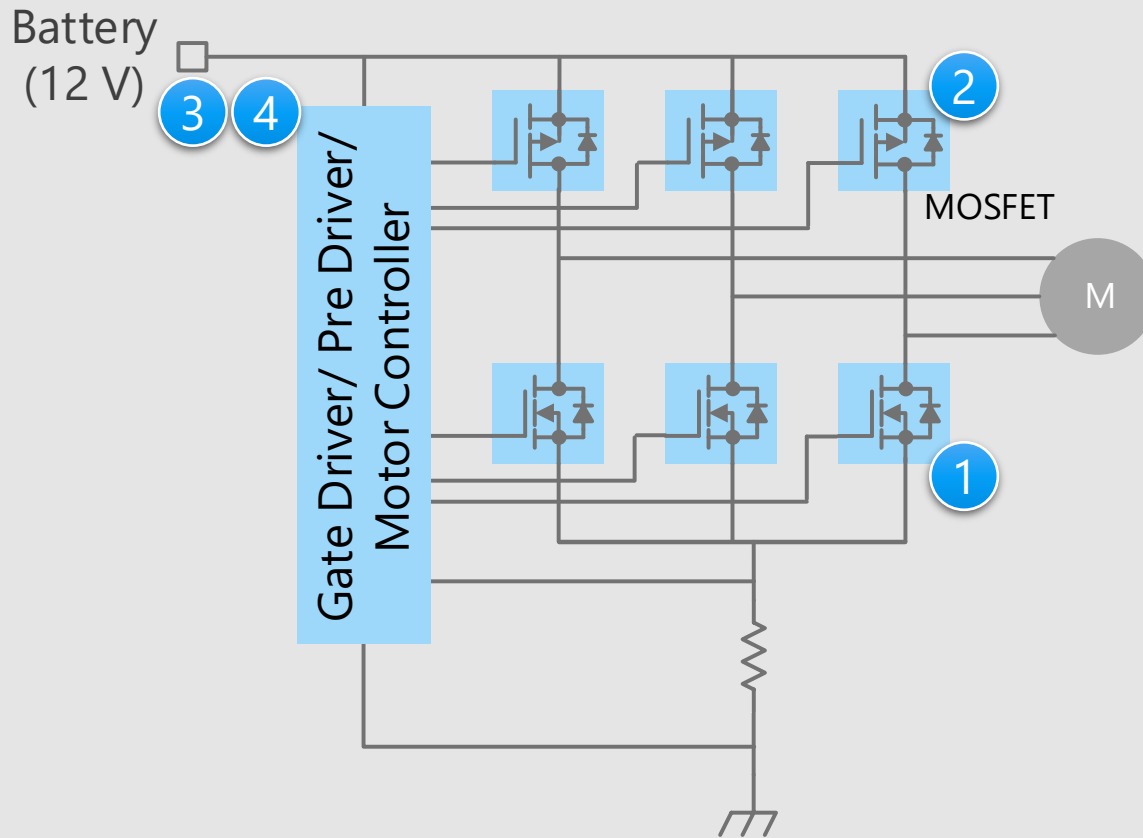 Battery
(12 V)
3
4
2
MOSFET
M
Gate Driver/ Pre Driver/
Motor Controller
1